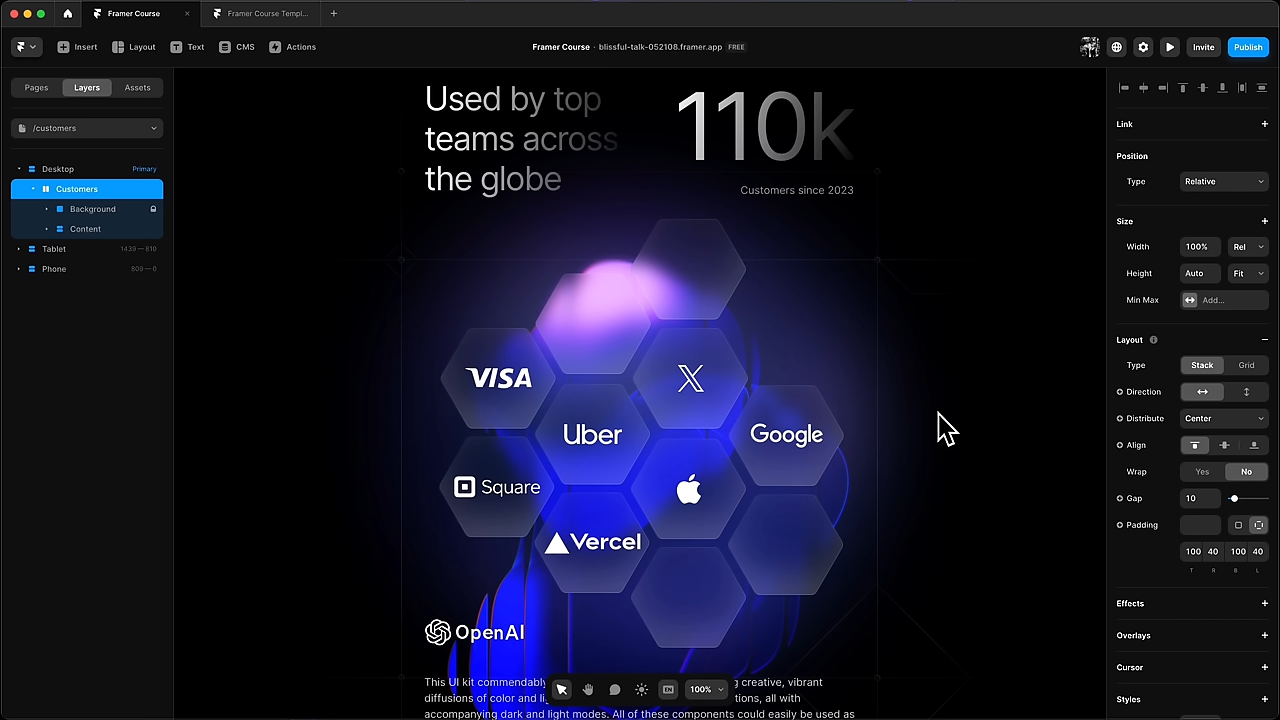 Framer Course
Framer Course Templ...
Insert
Layout
Text
CMS
Actions
Framer Course · blissful-talk-052108.framer.app FREE
Invite
Publish
Pages
Layers
Assets
/customers
Desktop
Primary
Customers
Background
Content
Tablet
1439 — 810
Phone
809 — 0
Used by top
teams across
the globe
110k
Customers since 2023
VISA
X
Uber
Google
Square
Vercel
OpenAI
This UI kit commendably
g creative, vibrant
diffusions of color and li
tions, all with
accompanying dark and light modes. All of these components could easily be used as
EN
100%
Link
Position
Type
Relative
Size
Width
100%
Rel
Height
Auto
Fit
Min Max
Add...
Layout
Type
Stack
Grid
Direction
Distribute
Center
Align
Wrap
Yes
No
Gap
10
Padding
100 40 100 40
T R B L
Effects
Overlays
Cursor
Styles